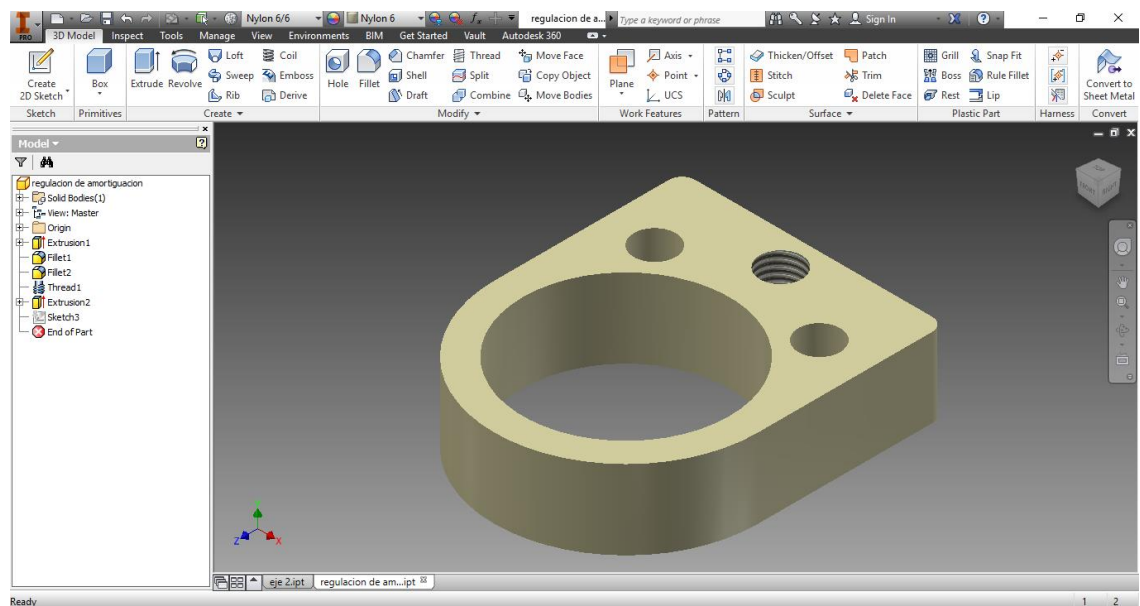 PRO
Nylon 6/6
Nylon 6
regulacion de a...
Type a keyword or phrase
Sign In
3D Model Inspect Tools Manage View Environments BIM Get Started Vault Autodesk 360
Create 2D Sketch
Box
Extrude Revolve
Loft Coil
Sweep Emboss
Rib Derive
Hole Fillet
Chamfer Thread Move Face
Shell Split Copy Object
Draft Combine Move Bodies
Plane
Axis
Point
UCS
Thicken/Offset Patch
Stitch Trim
Sculpt Delete Face
Grill Snap Fit
Boss Rule Fillet
Rest Lip
Convert to Sheet Metal
Sketch Primitives Create Modify Work Features Pattern Surface Plastic Part Harness Convert
Model
regulacion de amortiguacion
Solid Bodies(1)
View: Master
Origin
Extrusion1
Fillet1
Fillet2
Thread1
Extrusion2
Sketch3
End of Part
FRONT RIGHT
Z X
eje 2.ipt regulacion de am...ipt
Ready 1 2